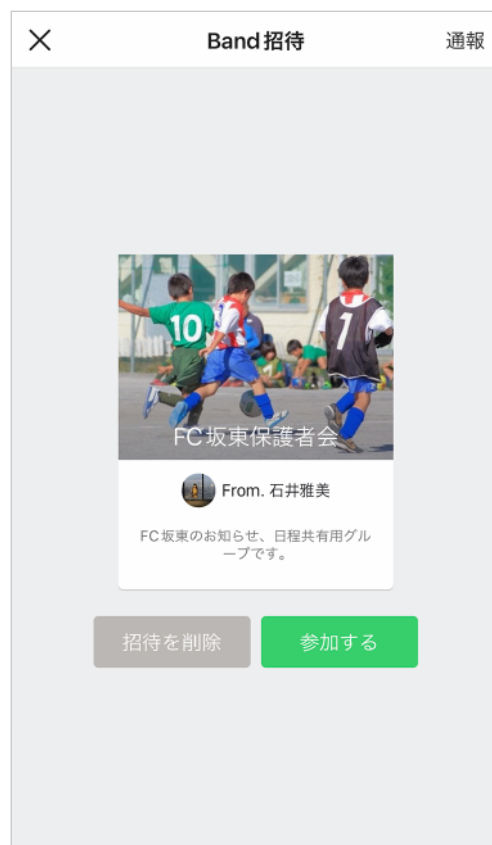 Band招待
通報
10
1
FC坂東保護者会
From. 石井雅美
FC坂東のお知らせ、日程共有用グル
ープです。
招待を削除
参加する